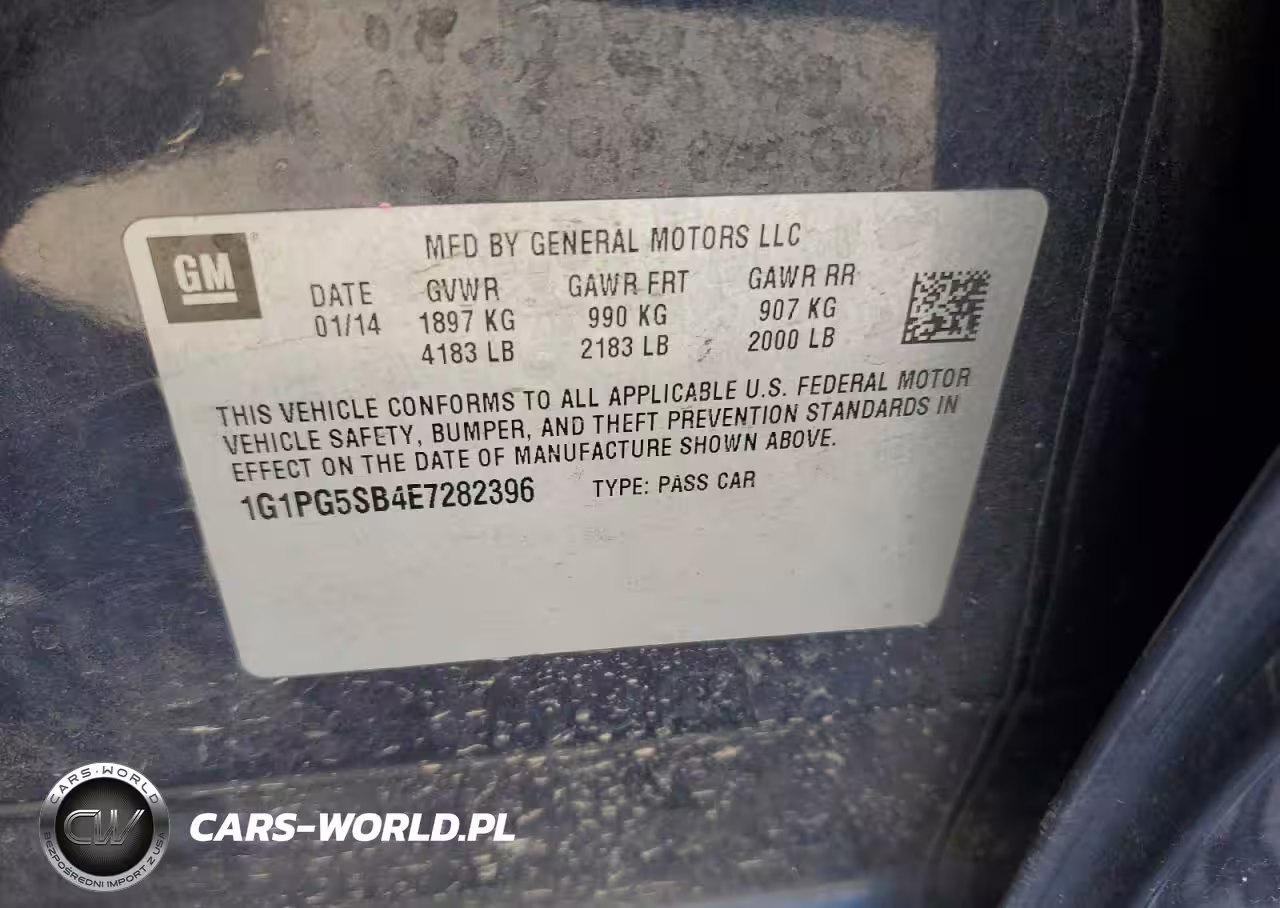 GM®
MFD BY GENERAL MOTORS LLC
DATE GVWR GAWR FRT GAWR RR
01/14 1897 KG 990 KG 907 KG
4183 LB 2183 LB 2000 LB
THIS VEHICLE CONFORMS TO ALL APPLICABLE U.S. FEDERAL MOTOR
VEHICLE SAFETY, BUMPER, AND THEFT PREVENTION STANDARDS IN
EFFECT ON THE DATE OF MANUFACTURE SHOWN ABOVE.
1G1PG5SB4E7282396 TYPE: PASS CAR
CARS-WORLD
CW
BEZPOŚREDNI IMPORT Z USA
CARS-WORLD.PL